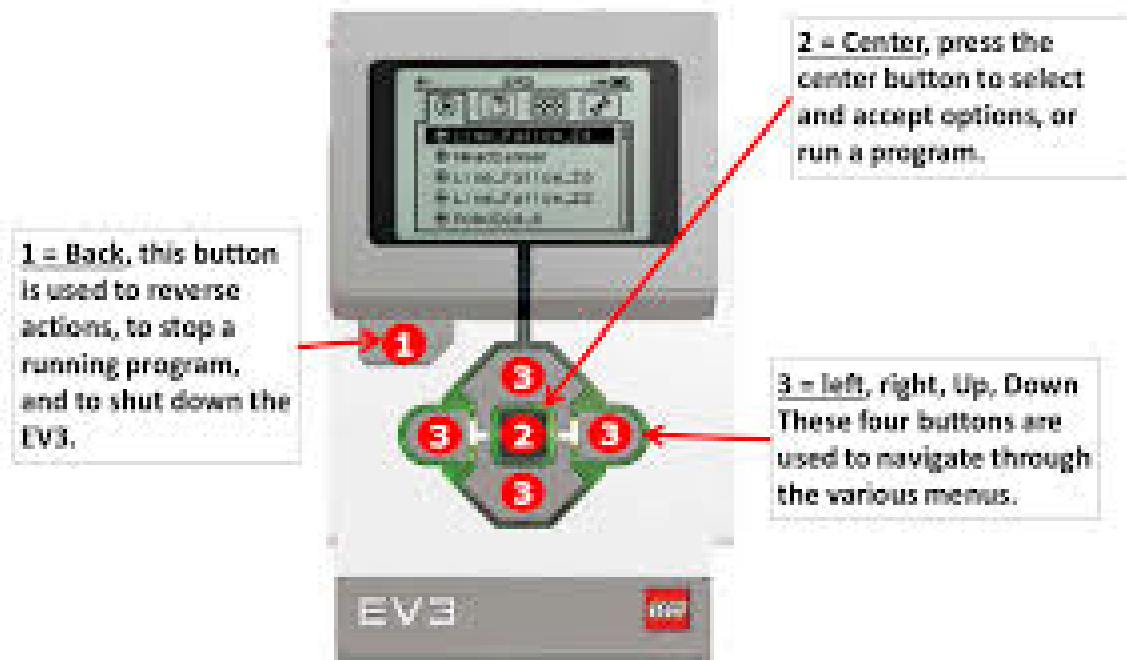 2 = Center, press the
center button to select
and accept options, or
run a program.
1 = Back, this button
is used to reverse
actions, to stop a
running program,
and to shut down the
EV3.
1
3
3
2
3
3
3 = left, right, Up, Down
These four buttons are
used to navigate through
the various menus.
EV3